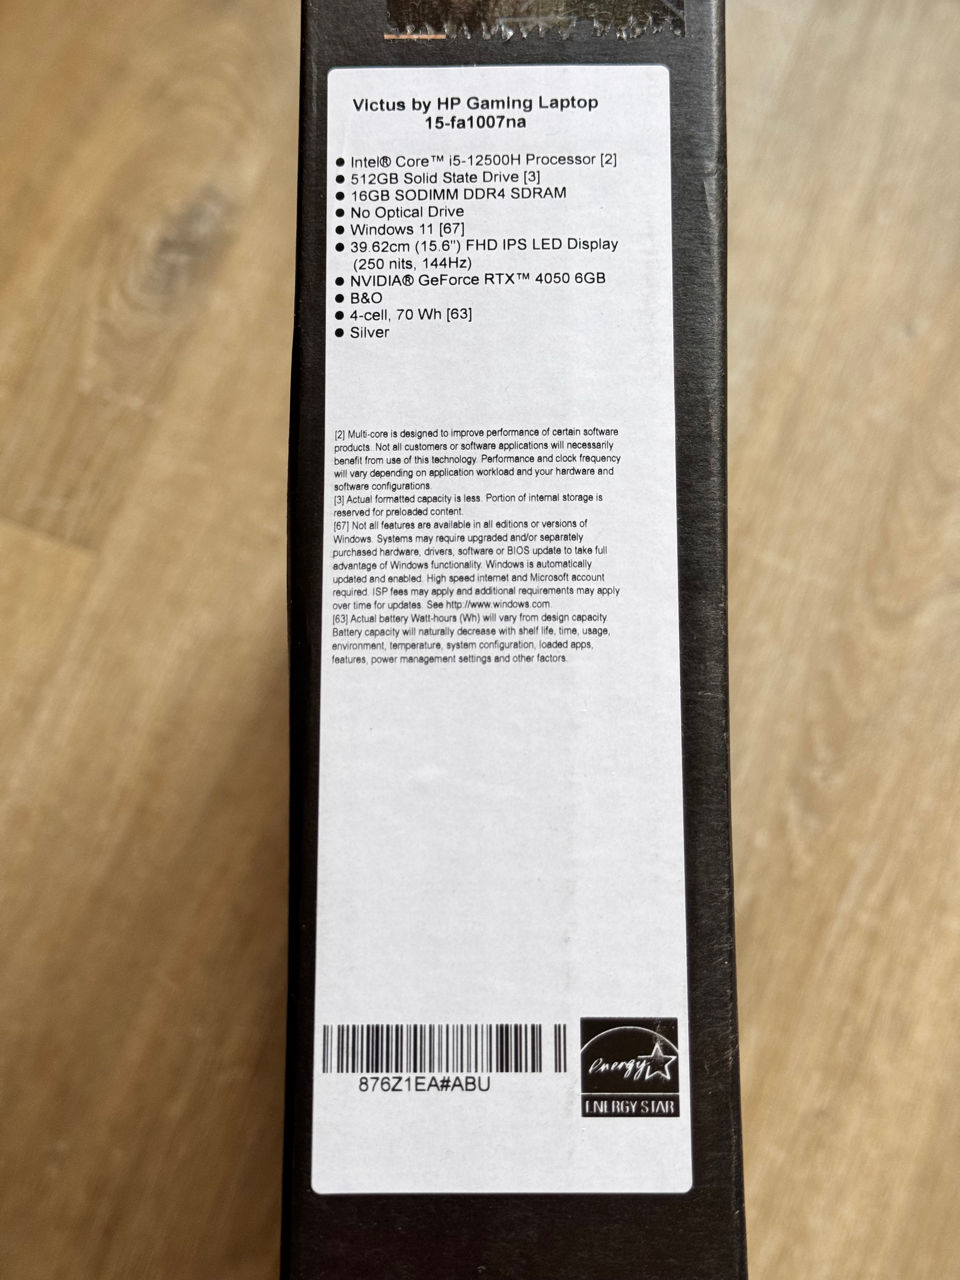 Victus by HP Gaming Laptop
15-fa1007na
● Intel® Core™ i5-12500H Processor [2]
● 512GB Solid State Drive [3]
● 16GB SODIMM DDR4 SDRAM
● No Optical Drive
● Windows 11 [67]
● 39.62cm (15.6") FHD IPS LED Display
(250 nits, 144Hz)
● NVIDIA® GeForce RTX™ 4050 6GB
● B&O
● 4-cell, 70 Wh [63]
● Silver
[2] Multi-core is designed to improve performance of certain software
products. Not all customers or software applications will necessarily
benefit from use of this technology. Performance and clock frequency
will vary depending on application workload and your hardware and
software configurations.
[3] Actual formatted capacity is less. Portion of internal storage is
reserved for preloaded content.
[67] Not all features are available in all editions or versions of
Windows. Systems may require upgraded and/or separately
purchased hardware, drivers, software or BIOS update to take full
advantage of Windows functionality. Windows is automatically
updated and enabled. High speed internet and Microsoft account
required. ISP fees may apply and additional requirements may apply
over time for updates. See http://www.windows.com.
[63] Actual battery Watt-hours (Wh) will vary from design capacity.
Battery capacity will naturally decrease with shelf life, time, usage,
environment, temperature, system configuration, loaded apps,
features, power management settings and other factors.
876Z1EA#ABU
energy
ENERGY STAR